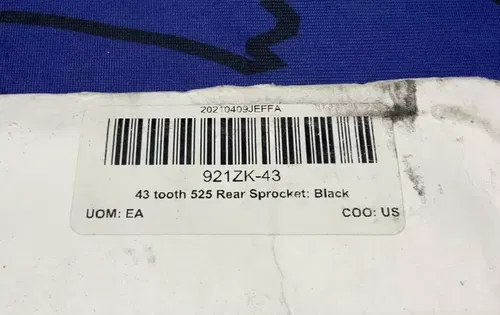 20210409JEFFA
921ZK-43
43 tooth 525 Rear Sprocket: Black
UOM: EA COO: US